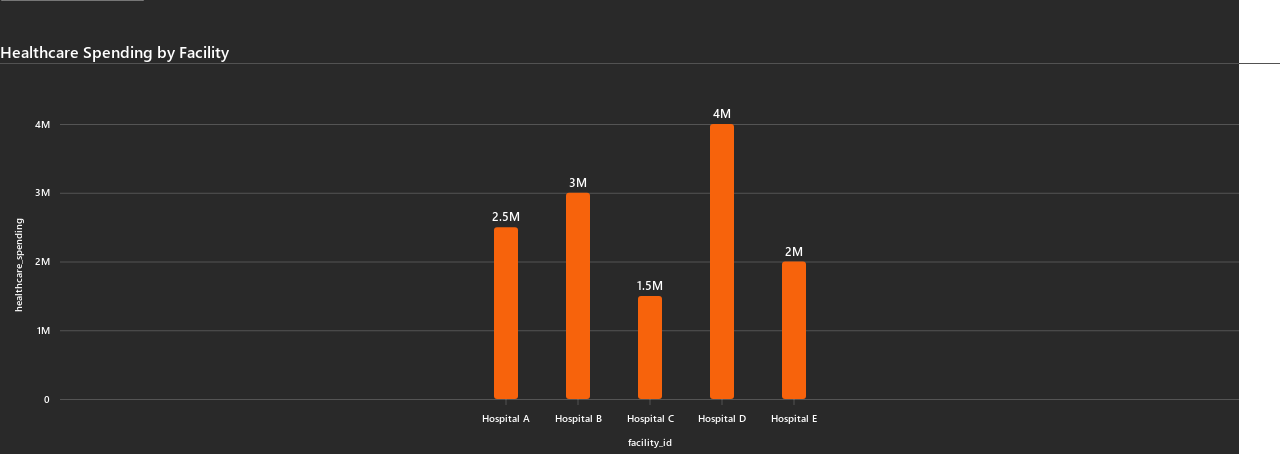 Healthcare Spending by Facility
4M
4M
3M
3M
2.5M
healthcare_spending
2M
2M
1.5M
1M
0
Hospital A Hospital B Hospital C Hospital D Hospital E
facility_id